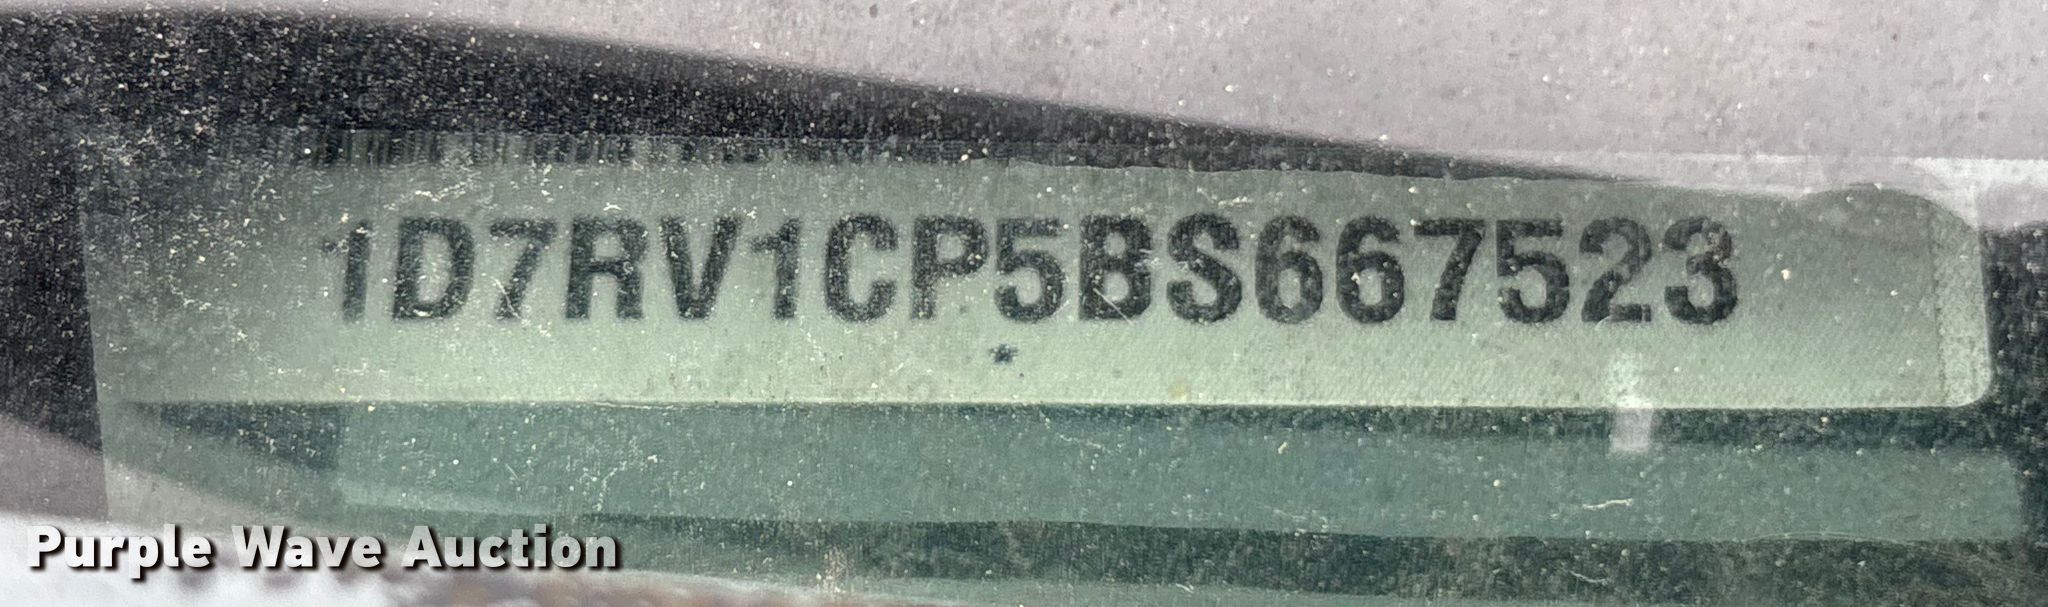 1D7RV1CP5BS667523
Purple Wave Auction